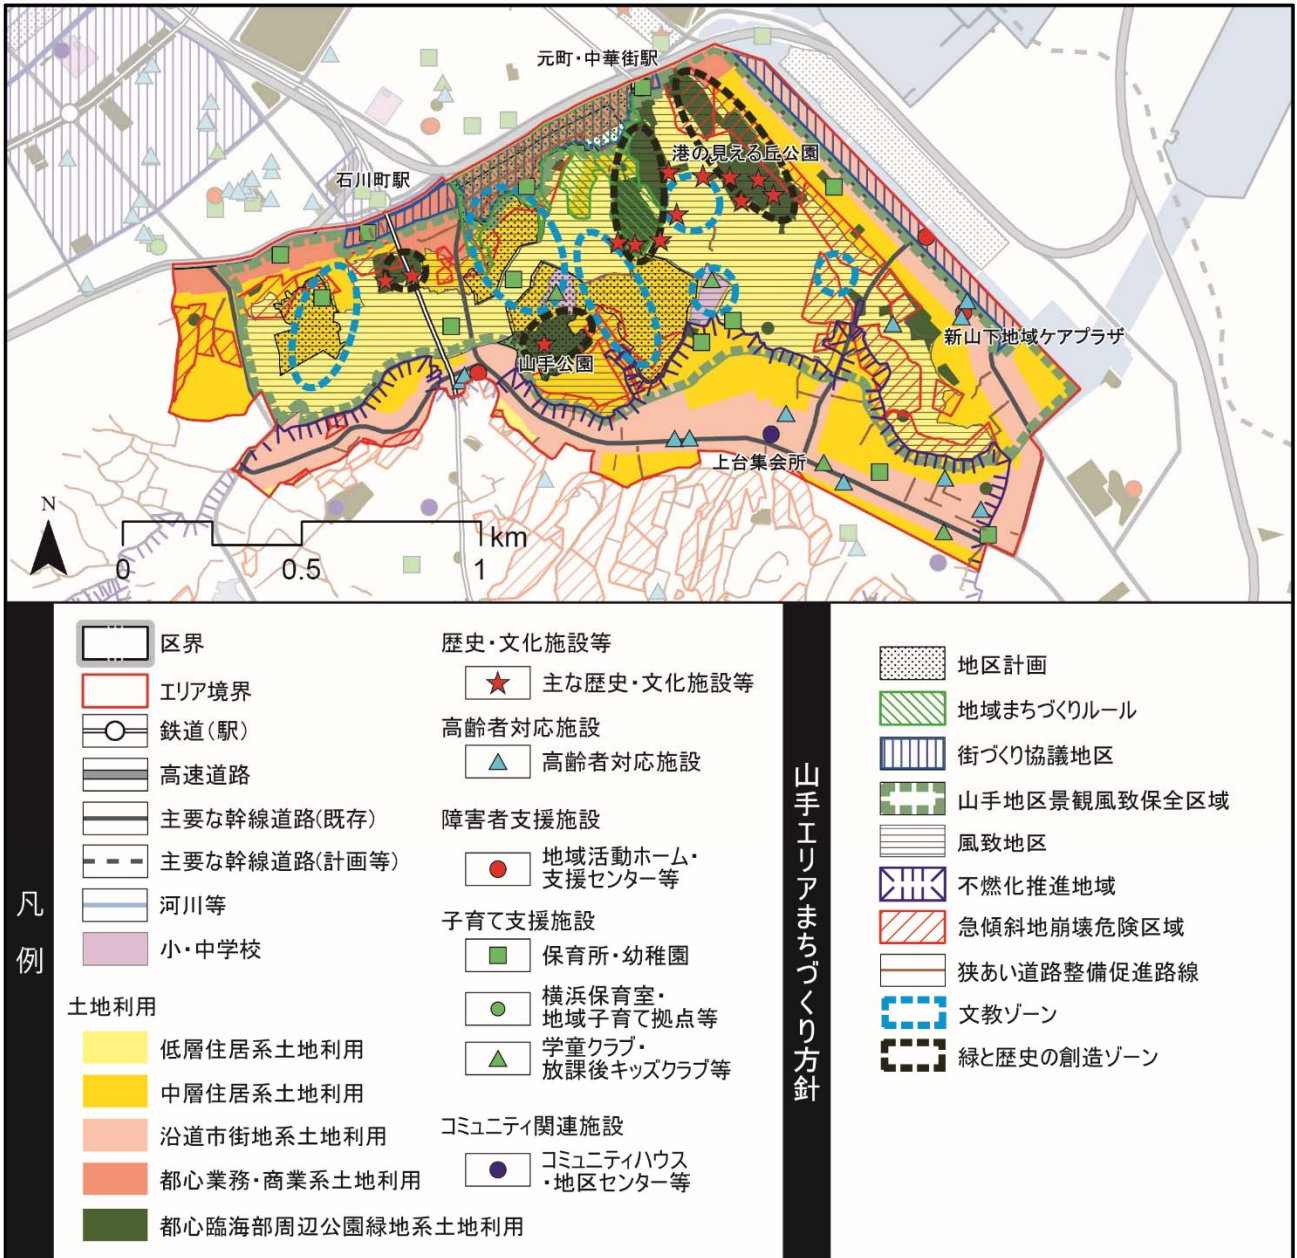 元町・中華街駅
港の見える丘公園
石川町駅
新山下地域ケアプラザ
山手公園
上台集会所
N
km
0
0.5
1
凡例
区界
エリア境界
鉄道(駅)
高速道路
主要な幹線道路(既存)
主要な幹線道路(計画等)
河川等
小・中学校
土地利用
低層住居系土地利用
中層住居系土地利用
沿道市街地系土地利用
都心業務・商業系土地利用
都心臨海部周辺公園緑地系土地利用
歴史・文化施設等
主な歴史・文化施設等
高齢者対応施設
高齢者対応施設
障害者支援施設
地域活動ホーム・
支援センター等
子育て支援施設
保育所・幼稚園
横浜保育室・
地域子育て拠点等
学童クラブ・
放課後キッズクラブ等
コミュニティ関連施設
コミュニティハウス
・地区センター等
山手エリアまちづくり方針
地区計画
地域まちづくりルール
街づくり協議地区
山手地区景観風致保全区域
風致地区
不燃化推進地域
急傾斜地崩壊危険区域
狭あい道路整備促進路線
文教ゾーン
緑と歴史の創造ゾーン